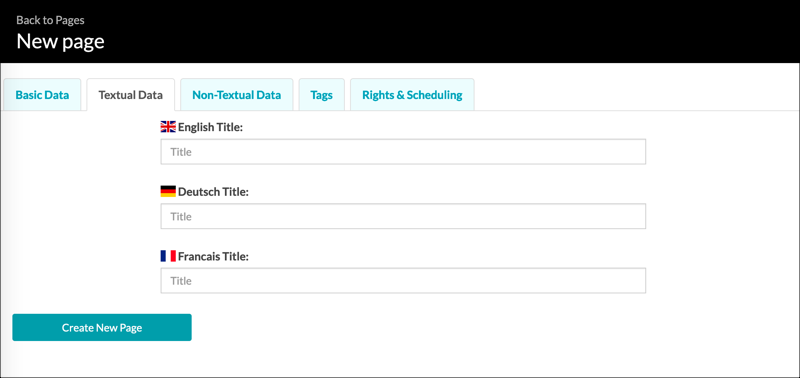 Back to Pages
New page
Basic Data Textual Data Non-Textual Data Tags Rights & Scheduling
English Title:
Title
Deutsch Title:
Title
Francais Title:
Title
Create New Page